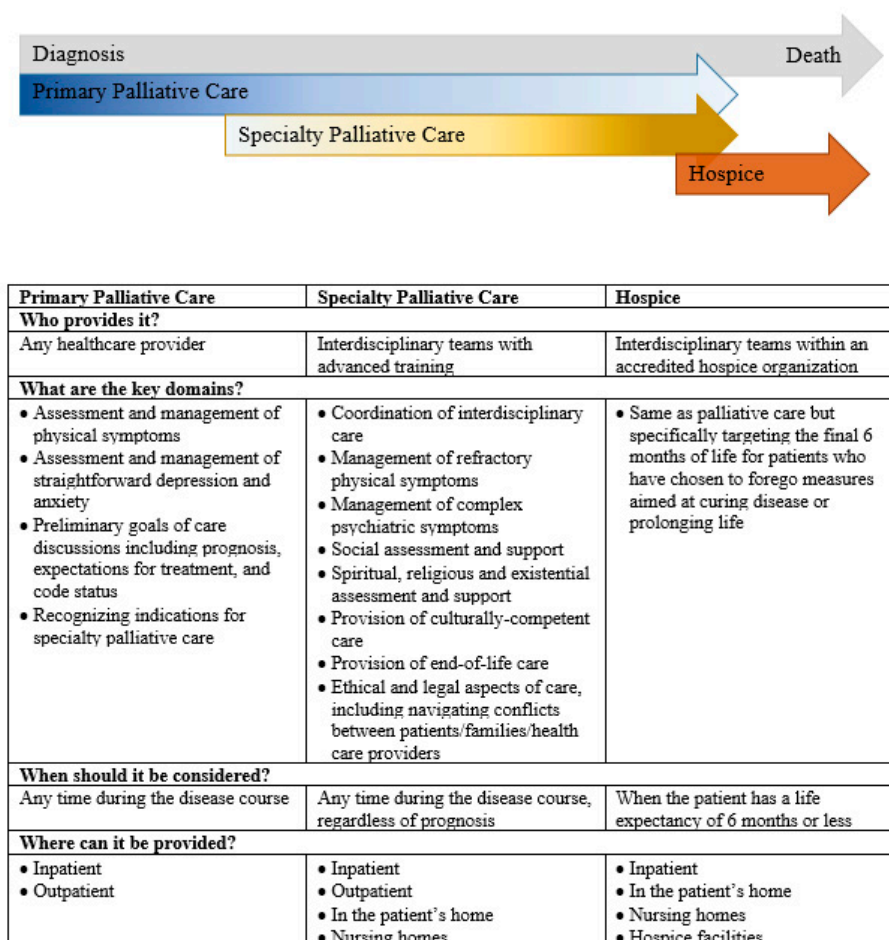 Diagnosis
Death
Primary Palliative Care
Specialty Palliative Care
Hospice
Primary Palliative Care
Specialty Palliative Care
Hospice
Who provides it?
Any healthcare provider
Interdisciplinary teams with
advanced training
Interdisciplinary teams within an
accredited hospice organization
What are the key domains?
• Assessment and management of
physical symptoms
• Assessment and management of
straightforward depression and
anxiety
• Preliminary goals of care
discussions including prognosis,
expectations for treatment, and
code status
• Recognizing indications for
specialty palliative care
• Coordination of interdisciplinary
care
• Management of refractory
physical symptoms
• Management of complex
psychiatric symptoms
• Social assessment and support
• Spiritual, religious and existential
assessment and support
• Provision of culturally-competent
care
• Provision of end-of-life care
• Ethical and legal aspects of care,
including navigating conflicts
between patients/families/health
care providers
• Same as palliative care but
specifically targeting the final 6
months of life for patients who
have chosen to forego measures
aimed at curing disease or
prolonging life
When should it be considered?
Any time during the disease course
Any time during the disease course,
regardless of prognosis
When the patient has a life
expectancy of 6 months or less
Where can it be provided?
• Inpatient
• Outpatient
• Inpatient
• Outpatient
• In the patient’s home
• Nursing homes
• Inpatient
• In the patient’s home
• Nursing homes
• Hospice facilities